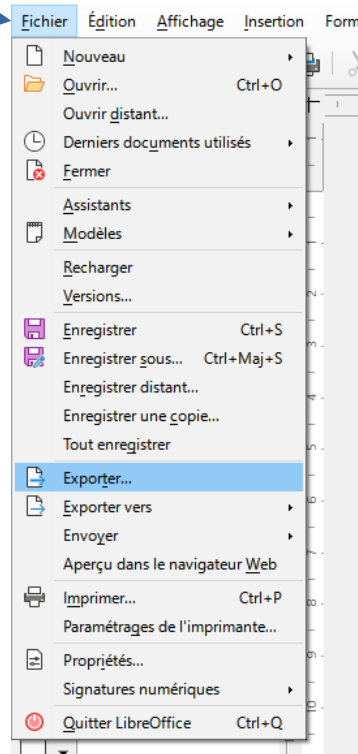 Fichier Édition Affichage Insertion Form
Nouveau
Ouvrir... Ctrl+O
Ouvrir distant...
Derniers documents utilisés
Fermer
Assistants
Modèles
Recharger
Versions...
Enregistrer Ctrl+S
Enregistrer sous... Ctrl+Maj+S
Enregistrer distant...
Enregistrer une copie...
Tout enregistrer
Exporter...
Exporter vers
Envoyer
Aperçu dans le navigateur Web
Imprimer... Ctrl+P
Paramétrages de l'imprimante...
Propriétés...
Signatures numériques
Quitter LibreOffice Ctrl+Q